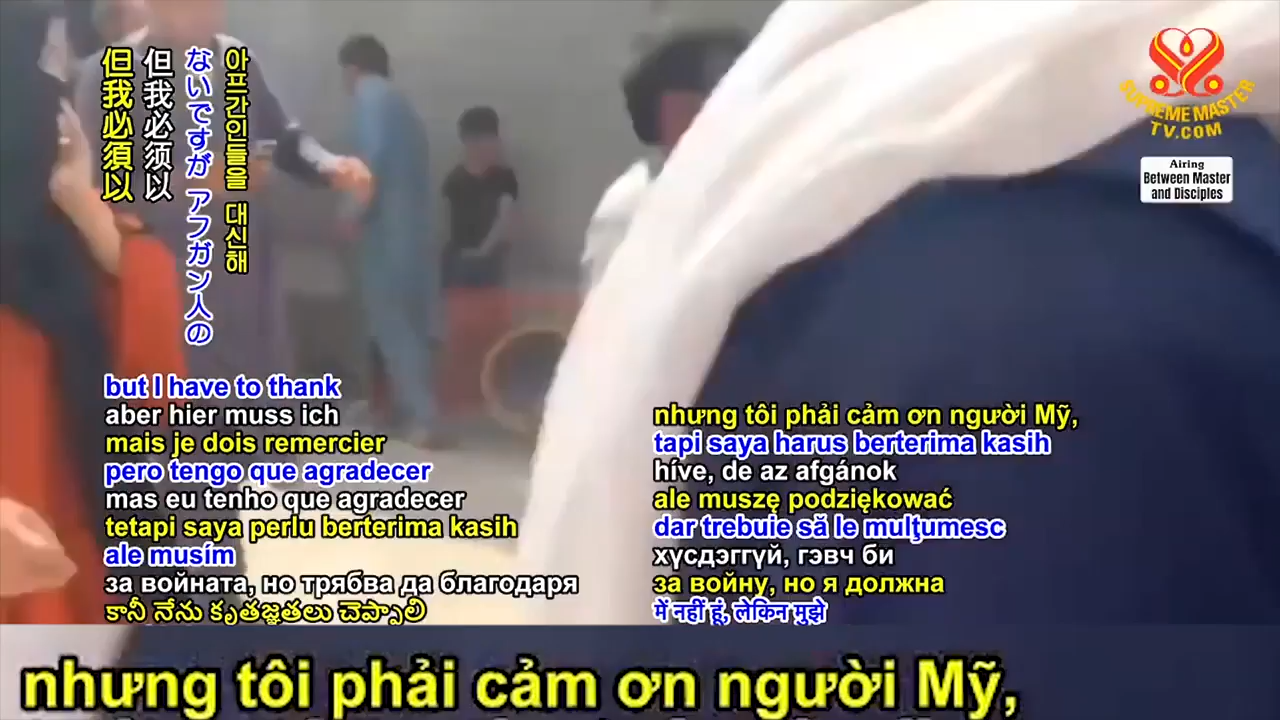 但我必須以
但我必须以
ないですが アフガン人の
아프간인들을 대신해
SUPREME MASTER
TV.COM
Airing
Between Master
and Disciples
but I have to thank
aber hier muss ich
mais je dois remercier
pero tengo que agradecer
mas eu tenho que agradecer
tetapi saya perlu berterima kasih
ale musím
за войната, но трябва да благодаря
కానీ నేను కృతజ్ఞతలు చెప్పాలి
nhưng tôi phải cảm ơn người Mỹ,
tapi saya harus berterima kasih
híve, de az afgánok
ale muszę podziękować
dar trebuie să le mulţumesc
хүсдэггүй, гэвч би
за войну, но я должна
में नहीं हूं, लेकिन मुझे
nhưng tôi phải cảm ơn người Mỹ,